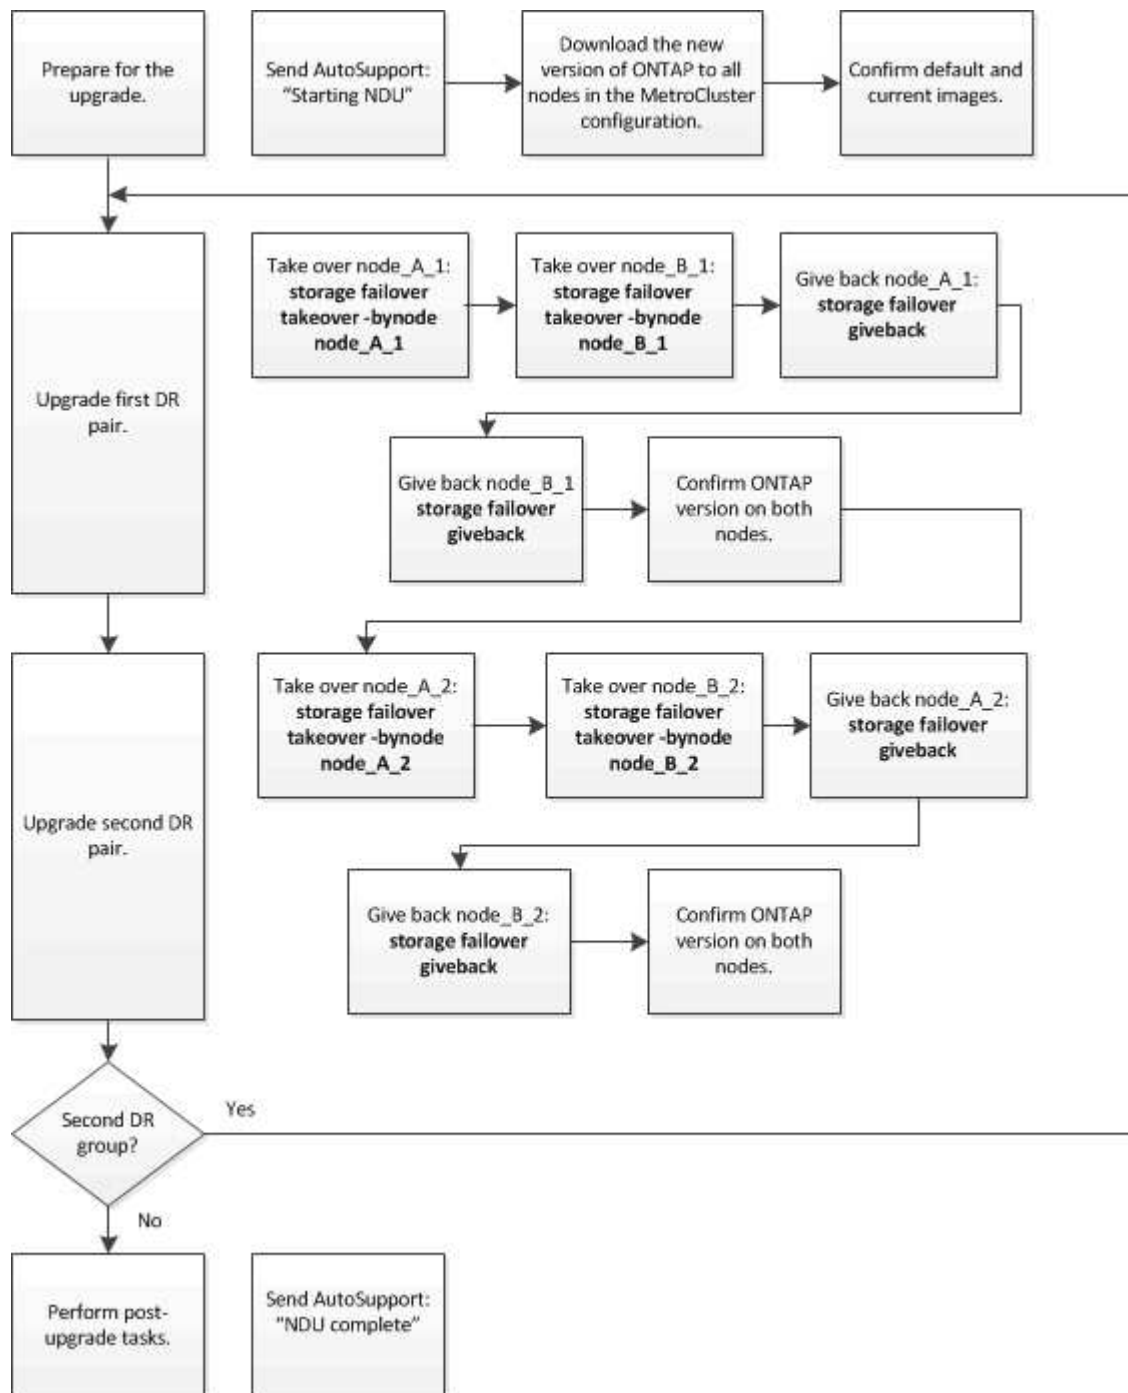 Prepare for the
upgrade.
Send AutoSupport:
“Starting NDU”
Download the new
version of ONTAP to all
nodes in the MetroCluster
configuration.
Confirm default and
current images.
Upgrade first DR
pair.
Take over node_A_1:
storage failover
takeover -bynode
node_A_1
Take over node_B_1:
storage failover
takeover -bynode
node_B_1
Give back node_A_1:
storage failover
giveback
Give back node_B_1
storage failover
giveback
Confirm ONTAP
version on both
nodes.
Upgrade second DR
pair.
Take over node_A_2:
storage failover
takeover -bynode
node_A_2
Take over node_B_2:
storage failover
takeover -bynode
node_B_2
Give back node_A_2:
storage failover
giveback
Give back node_B_2:
storage failover
giveback
Confirm ONTAP
version on both
nodes.
Second DR
group?
Yes
No
Perform post-
upgrade tasks.
Send AutoSupport:
“NDU complete”